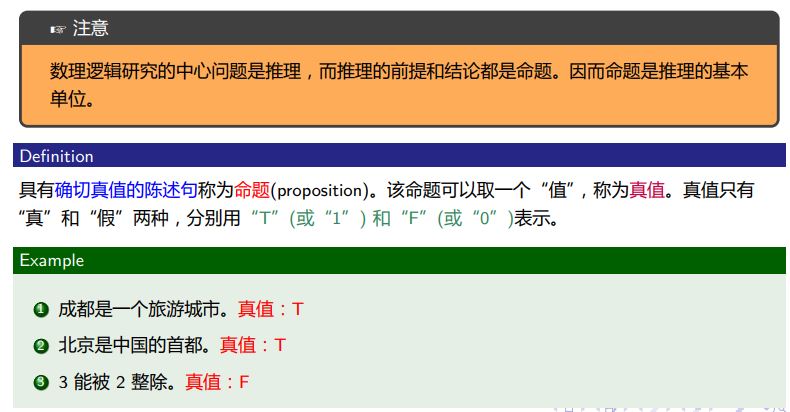 ☞ 注意
数理逻辑研究的中心问题是推理，而推理的前提和结论都是命题。因而命题是推理的基本
单位。
Definition
具有确切真值的陈述句称为命题(proposition)。该命题可以取一个“值”，称为真值。真值只有
“真”和“假”两种，分别用“T”(或“1”) 和“F”(或“0”)表示。
Example
1 成都是一个旅游城市。真值：T
2 北京是中国的首都。真值：T
3 3 能被 2 整除。真值：F